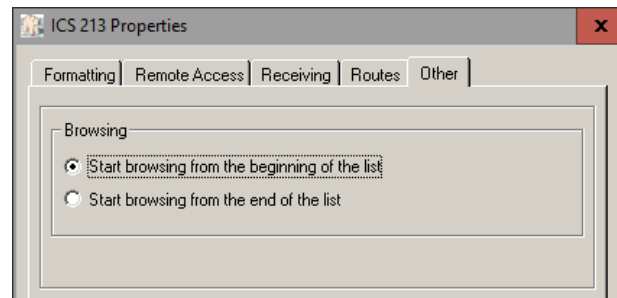 ICS 213 Properties
x
Formatting Remote Access Receiving Routes Other
Browsing
Start browsing from the beginning of the list
Start browsing from the end of the list